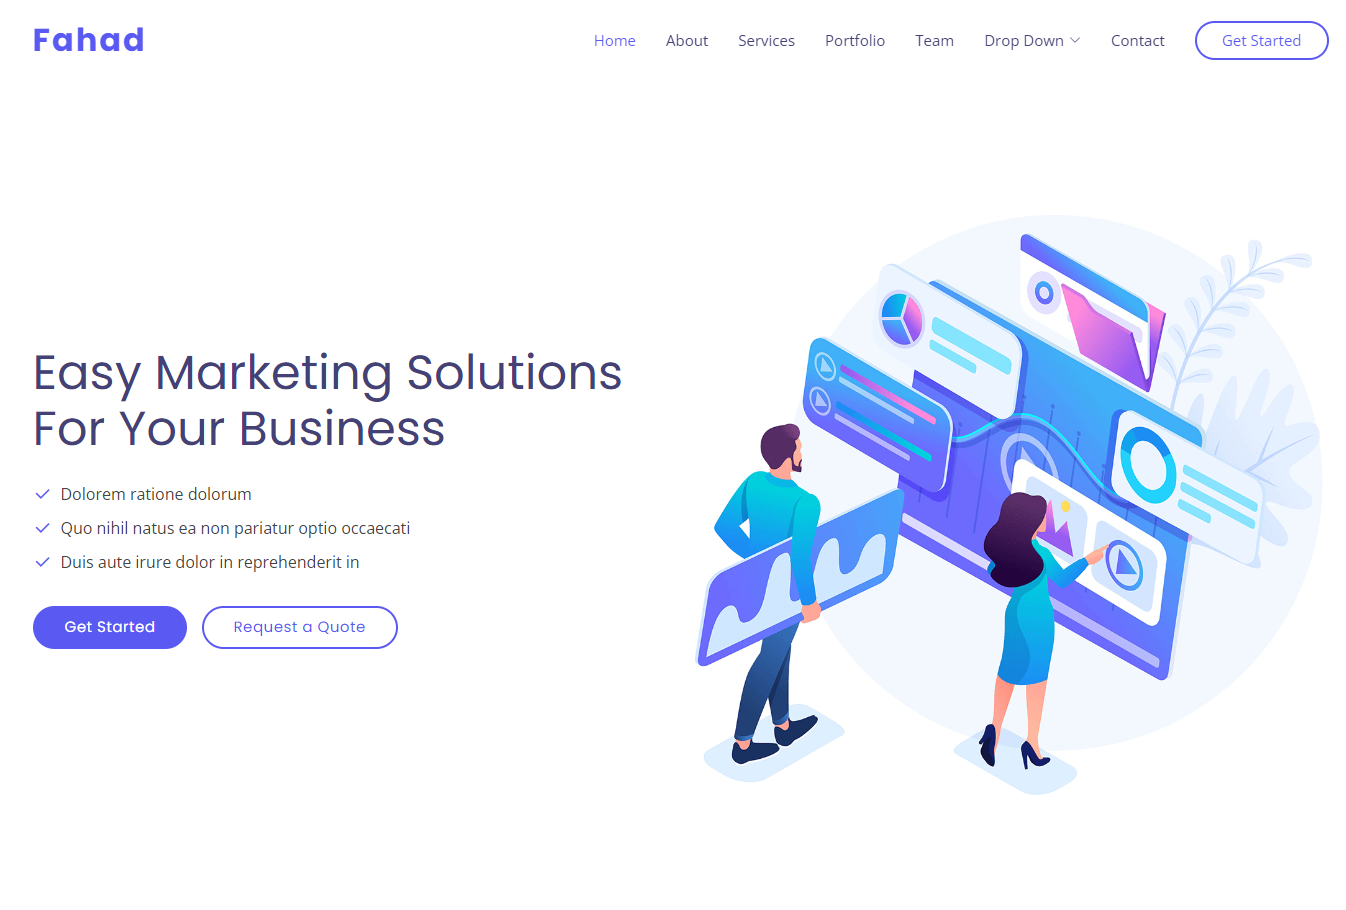 Fahad
Home
About
Services
Portfolio
Team
Drop Down
Contact
Get Started
Easy Marketing Solutions
For Your Business
Dolorem ratione dolorum
Quo nihil natus ea non pariatur optio occaecati
Duis aute irure dolor in reprehenderit in
Get Started
Request a Quote